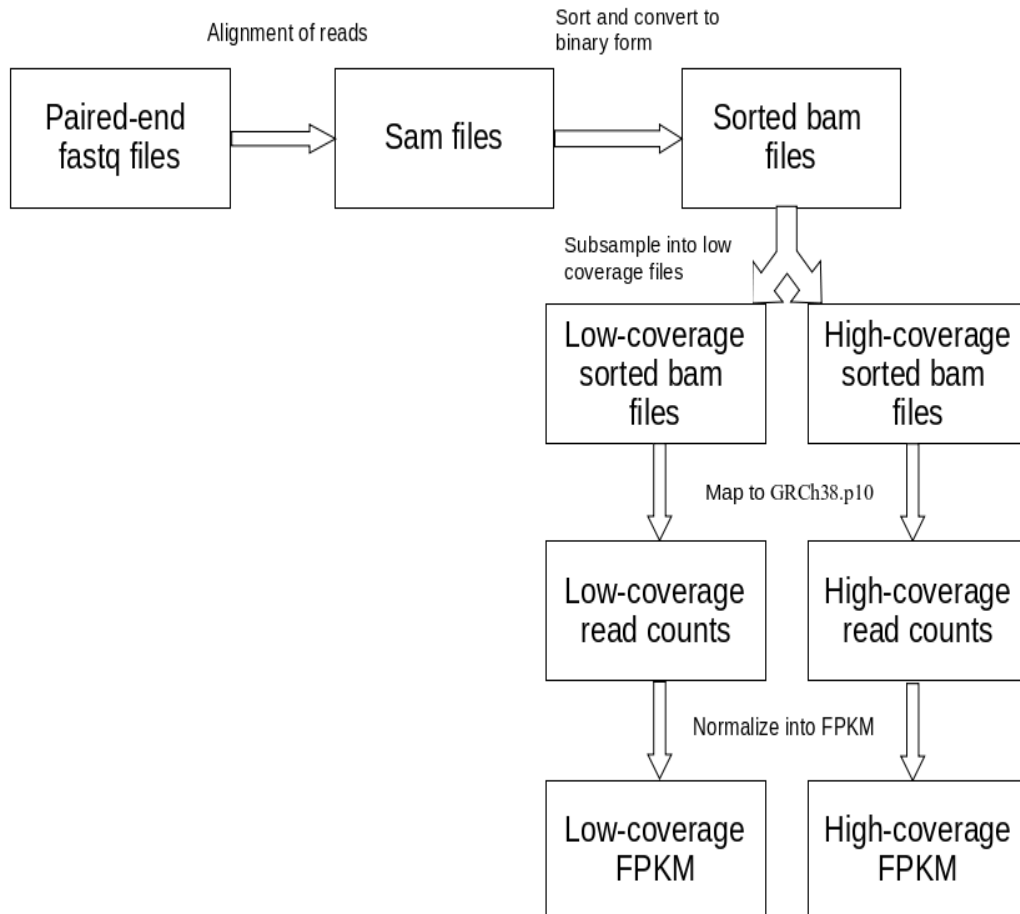 Alignment of reads
Sort and convert to
binary form
Paired-end
fastq files
Sam files
Sorted bam
files
Subsample into low
coverage files
Low-coverage
sorted bam
files
High-coverage
sorted bam
files
Map to GRCh38.p10
Low-coverage
read counts
High-coverage
read counts
Normalize into FPKM
Low-coverage
FPKM
High-coverage
FPKM